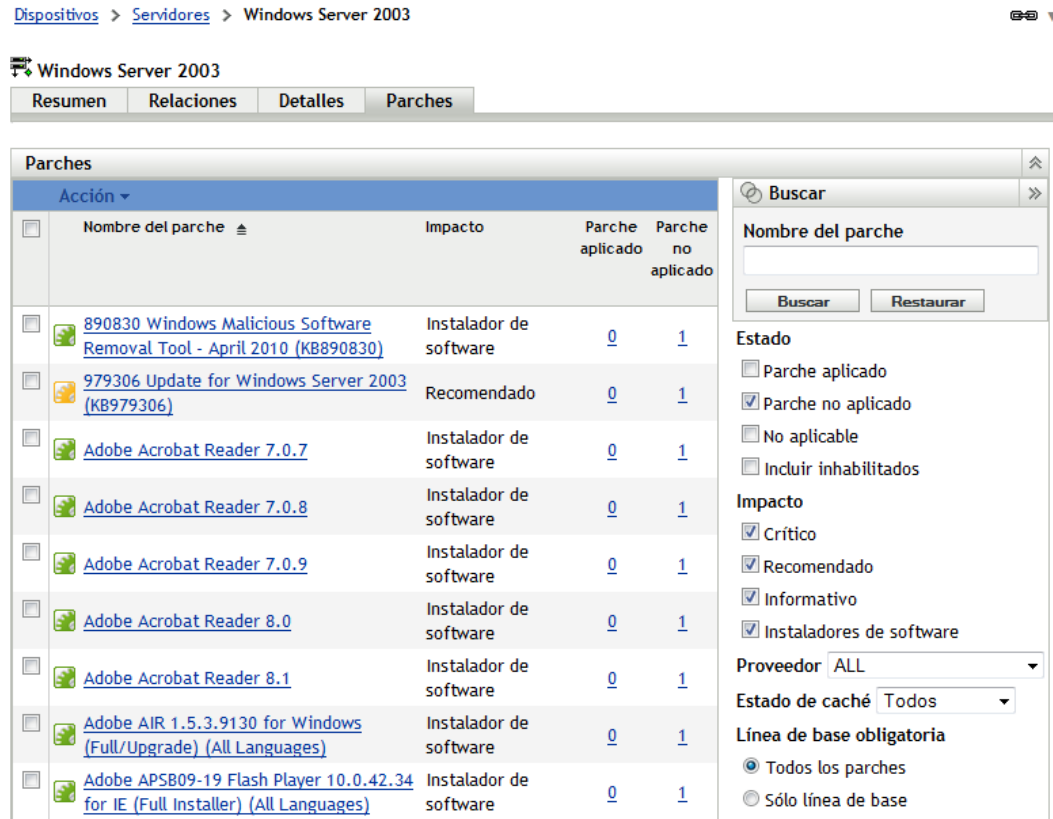 Dispositivos > Servidores > Windows Server 2003
Windows Server 2003
Resumen Relaciones Detalles Parches
Parches
Acción
Nombre del parche Impacto Parche aplicado Parche no aplicado
890830 Windows Malicious Software Removal Tool - April 2010 (KB890830) Instalador de software 0 1
979306 Update for Windows Server 2003 (KB979306) Recomendado 0 1
Adobe Acrobat Reader 7.0.7 Instalador de software 0 1
Adobe Acrobat Reader 7.0.8 Instalador de software 0 1
Adobe Acrobat Reader 7.0.9 Instalador de software 0 1
Adobe Acrobat Reader 8.0 Instalador de software 0 1
Adobe Acrobat Reader 8.1 Instalador de software 0 1
Adobe AIR 1.5.3.9130 for Windows (Full/Upgrade) (All Languages) Instalador de software 0 1
Adobe APSB09-19 Flash Player 10.0.42.34 for IE (Full Installer) (All Languages) Instalador de software 0 1
Buscar
Nombre del parche
Buscar Restaurar
Estado
Parche aplicado
Parche no aplicado
No aplicable
Incluir inhabilitados
Impacto
Crítico
Recomendado
Informativo
Instaladores de software
Proveedor ALL
Estado de caché Todos
Línea de base obligatoria
Todos los parches
Sólo línea de base